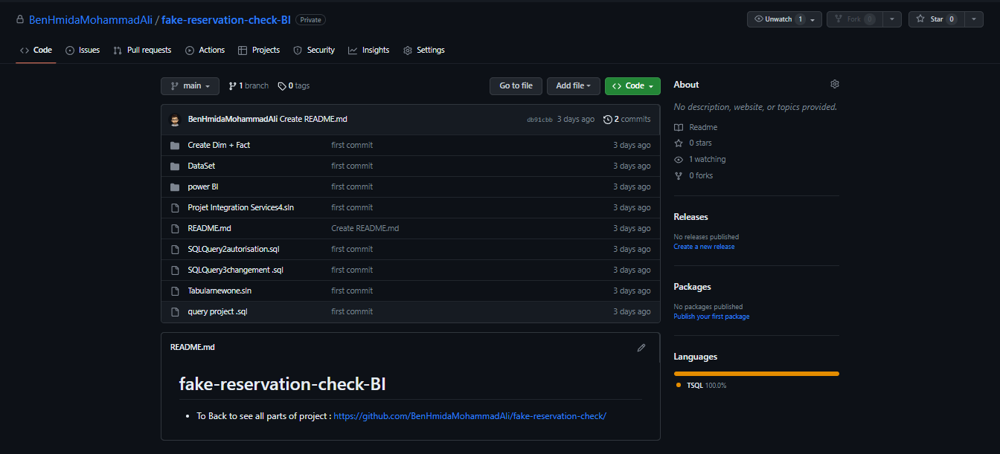 BenHmidaMohammadAli / fake-reservation-check-BI Private
Unwatch 1 Fork 0 Star 0
Code Issues Pull requests Actions Projects Security Insights Settings
main 1 branch 0 tags Go to file Add file Code
BenHmidaMohammadAli Create README.md db91cbb 3 days ago 2 commits
Create Dim + Fact first commit 3 days ago
DataSet first commit 3 days ago
power BI first commit 3 days ago
Projet Integration Services4.sln first commit 3 days ago
README.md Create README.md 3 days ago
SQLQuery2autorisation.sql first commit 3 days ago
SQLQuery3changement .sql first commit 3 days ago
Tabularnewone.sln first commit 3 days ago
query project .sql first commit 3 days ago
README.md
fake-reservation-check-BI
• To Back to see all parts of project : https://github.com/BenHmidaMohammadAli/fake-reservation-check/
About
No description, website, or topics provided.
Readme
0 stars
1 watching
0 forks
Releases
No releases published
Create a new release
Packages
No packages published
Publish your first package
Languages
TSQL 100.0%